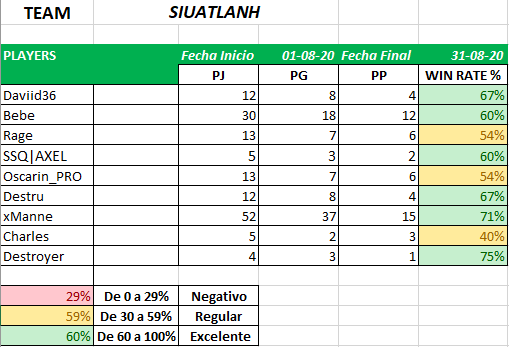 TEAM SIUATLANH
PLAYERS Fecha Inicio 01-08-20 Fecha Final 31-08-20
PJ PG PP WIN RATE %
Daviid36 12 8 4 67%
Bebe 30 18 12 60%
Rage 13 7 6 54%
SSQ|AXEL 5 3 2 60%
Oscarin_PRO 13 7 6 54%
Destru 12 8 4 67%
xManne 52 37 15 71%
Charles 5 2 3 40%
Destroyer 4 3 1 75%
29% De 0 a 29% Negativo
59% De 30 a 59% Regular
60% De 60 a 100% Excelente